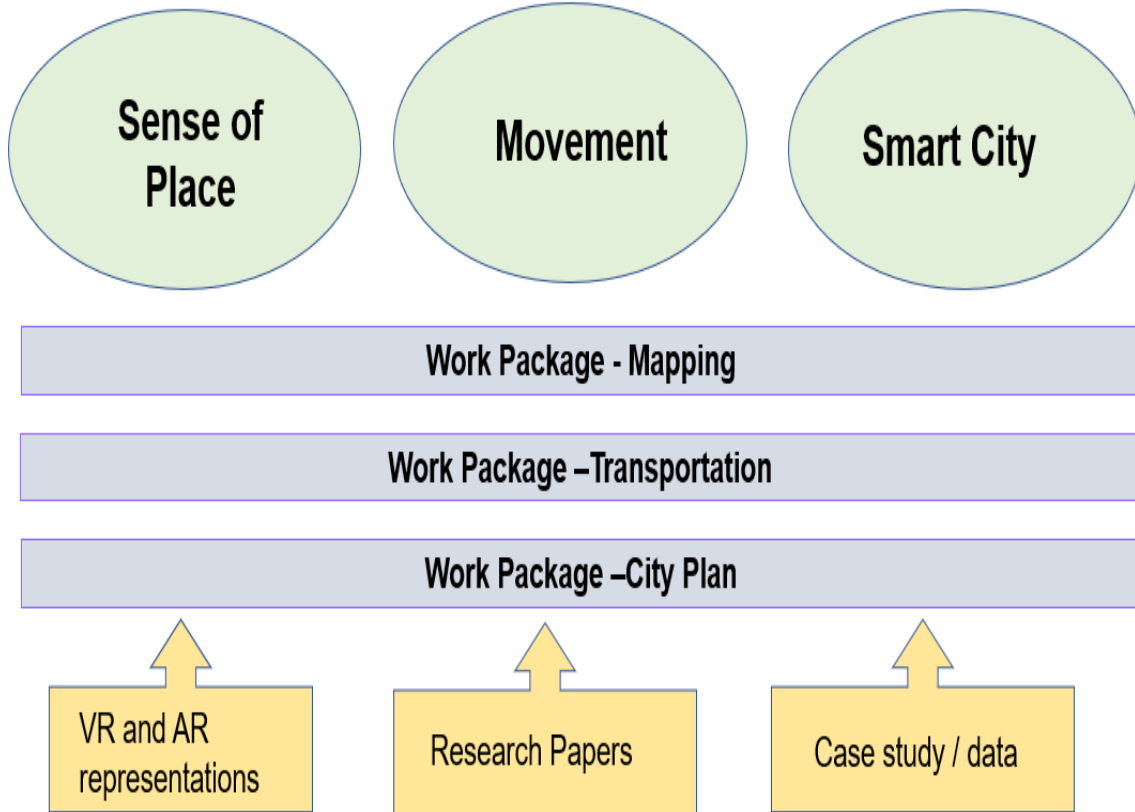 Sense of
Place
Movement
Smart City
Work Package - Mapping
Work Package –Transportation
Work Package –City Plan
VR and AR
representations
Research Papers
Case study / data